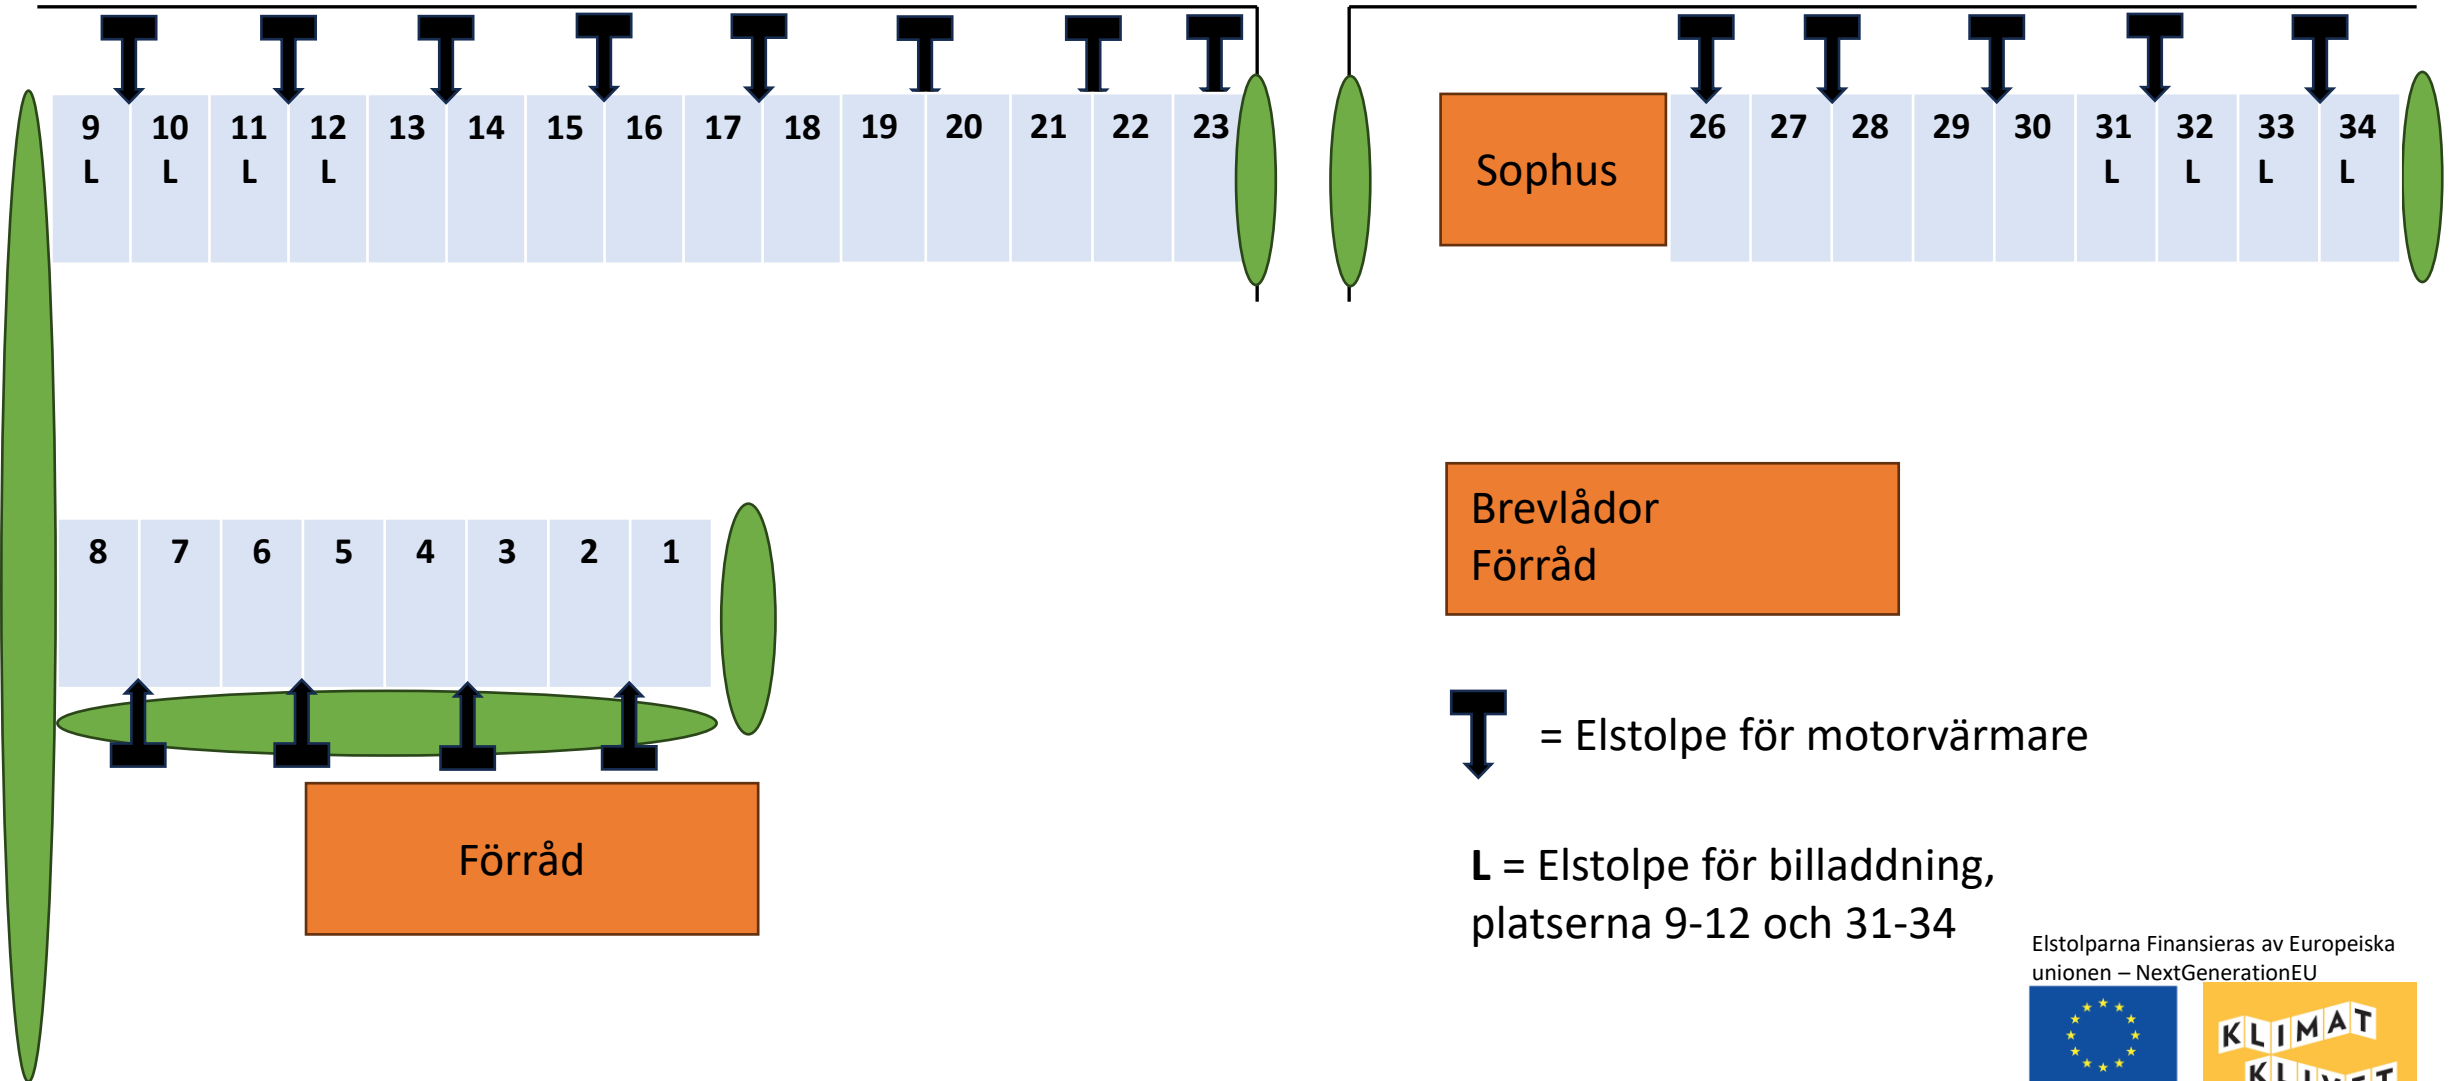 9 10 11 12 13 14 15 16 17 18 19 20 21 22 23
L L L L
Sophus
26 27 28 29 30 31 32 33 34
L L L L
8 7 6 5 4 3 2 1
Brevlådor
Förråd
= Elstolpe för motorvärmare
Förråd
L = Elstolpe för billaddning,
platserna 9-12 och 31-34
Elstolparna Finansieras av Europeiska
unionen – NextGenerationEU
KLIMAT
KLIVET